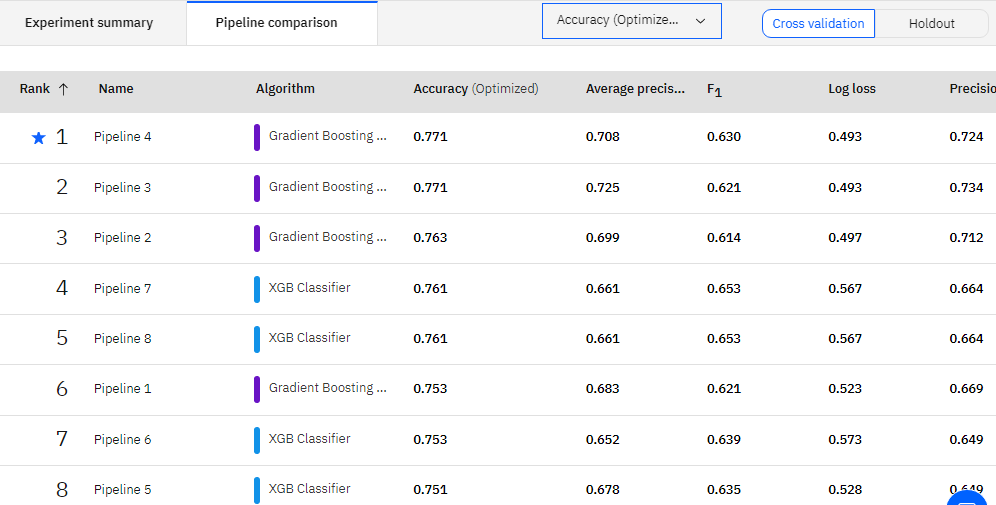 Experiment summary Pipeline comparison Accuracy (Optimize... Cross validation Holdout
Rank Name Algorithm Accuracy (Optimized) Average precis... F1 Log loss Precisio
1 Pipeline 4 Gradient Boosting ... 0.771 0.708 0.630 0.493 0.724
2 Pipeline 3 Gradient Boosting ... 0.771 0.725 0.621 0.493 0.734
3 Pipeline 2 Gradient Boosting ... 0.763 0.699 0.614 0.497 0.712
4 Pipeline 7 XGB Classifier 0.761 0.661 0.653 0.567 0.664
5 Pipeline 8 XGB Classifier 0.761 0.661 0.653 0.567 0.664
6 Pipeline 1 Gradient Boosting ... 0.753 0.683 0.621 0.523 0.669
7 Pipeline 6 XGB Classifier 0.753 0.652 0.639 0.573 0.649
8 Pipeline 5 XGB Classifier 0.751 0.678 0.635 0.528 0.649